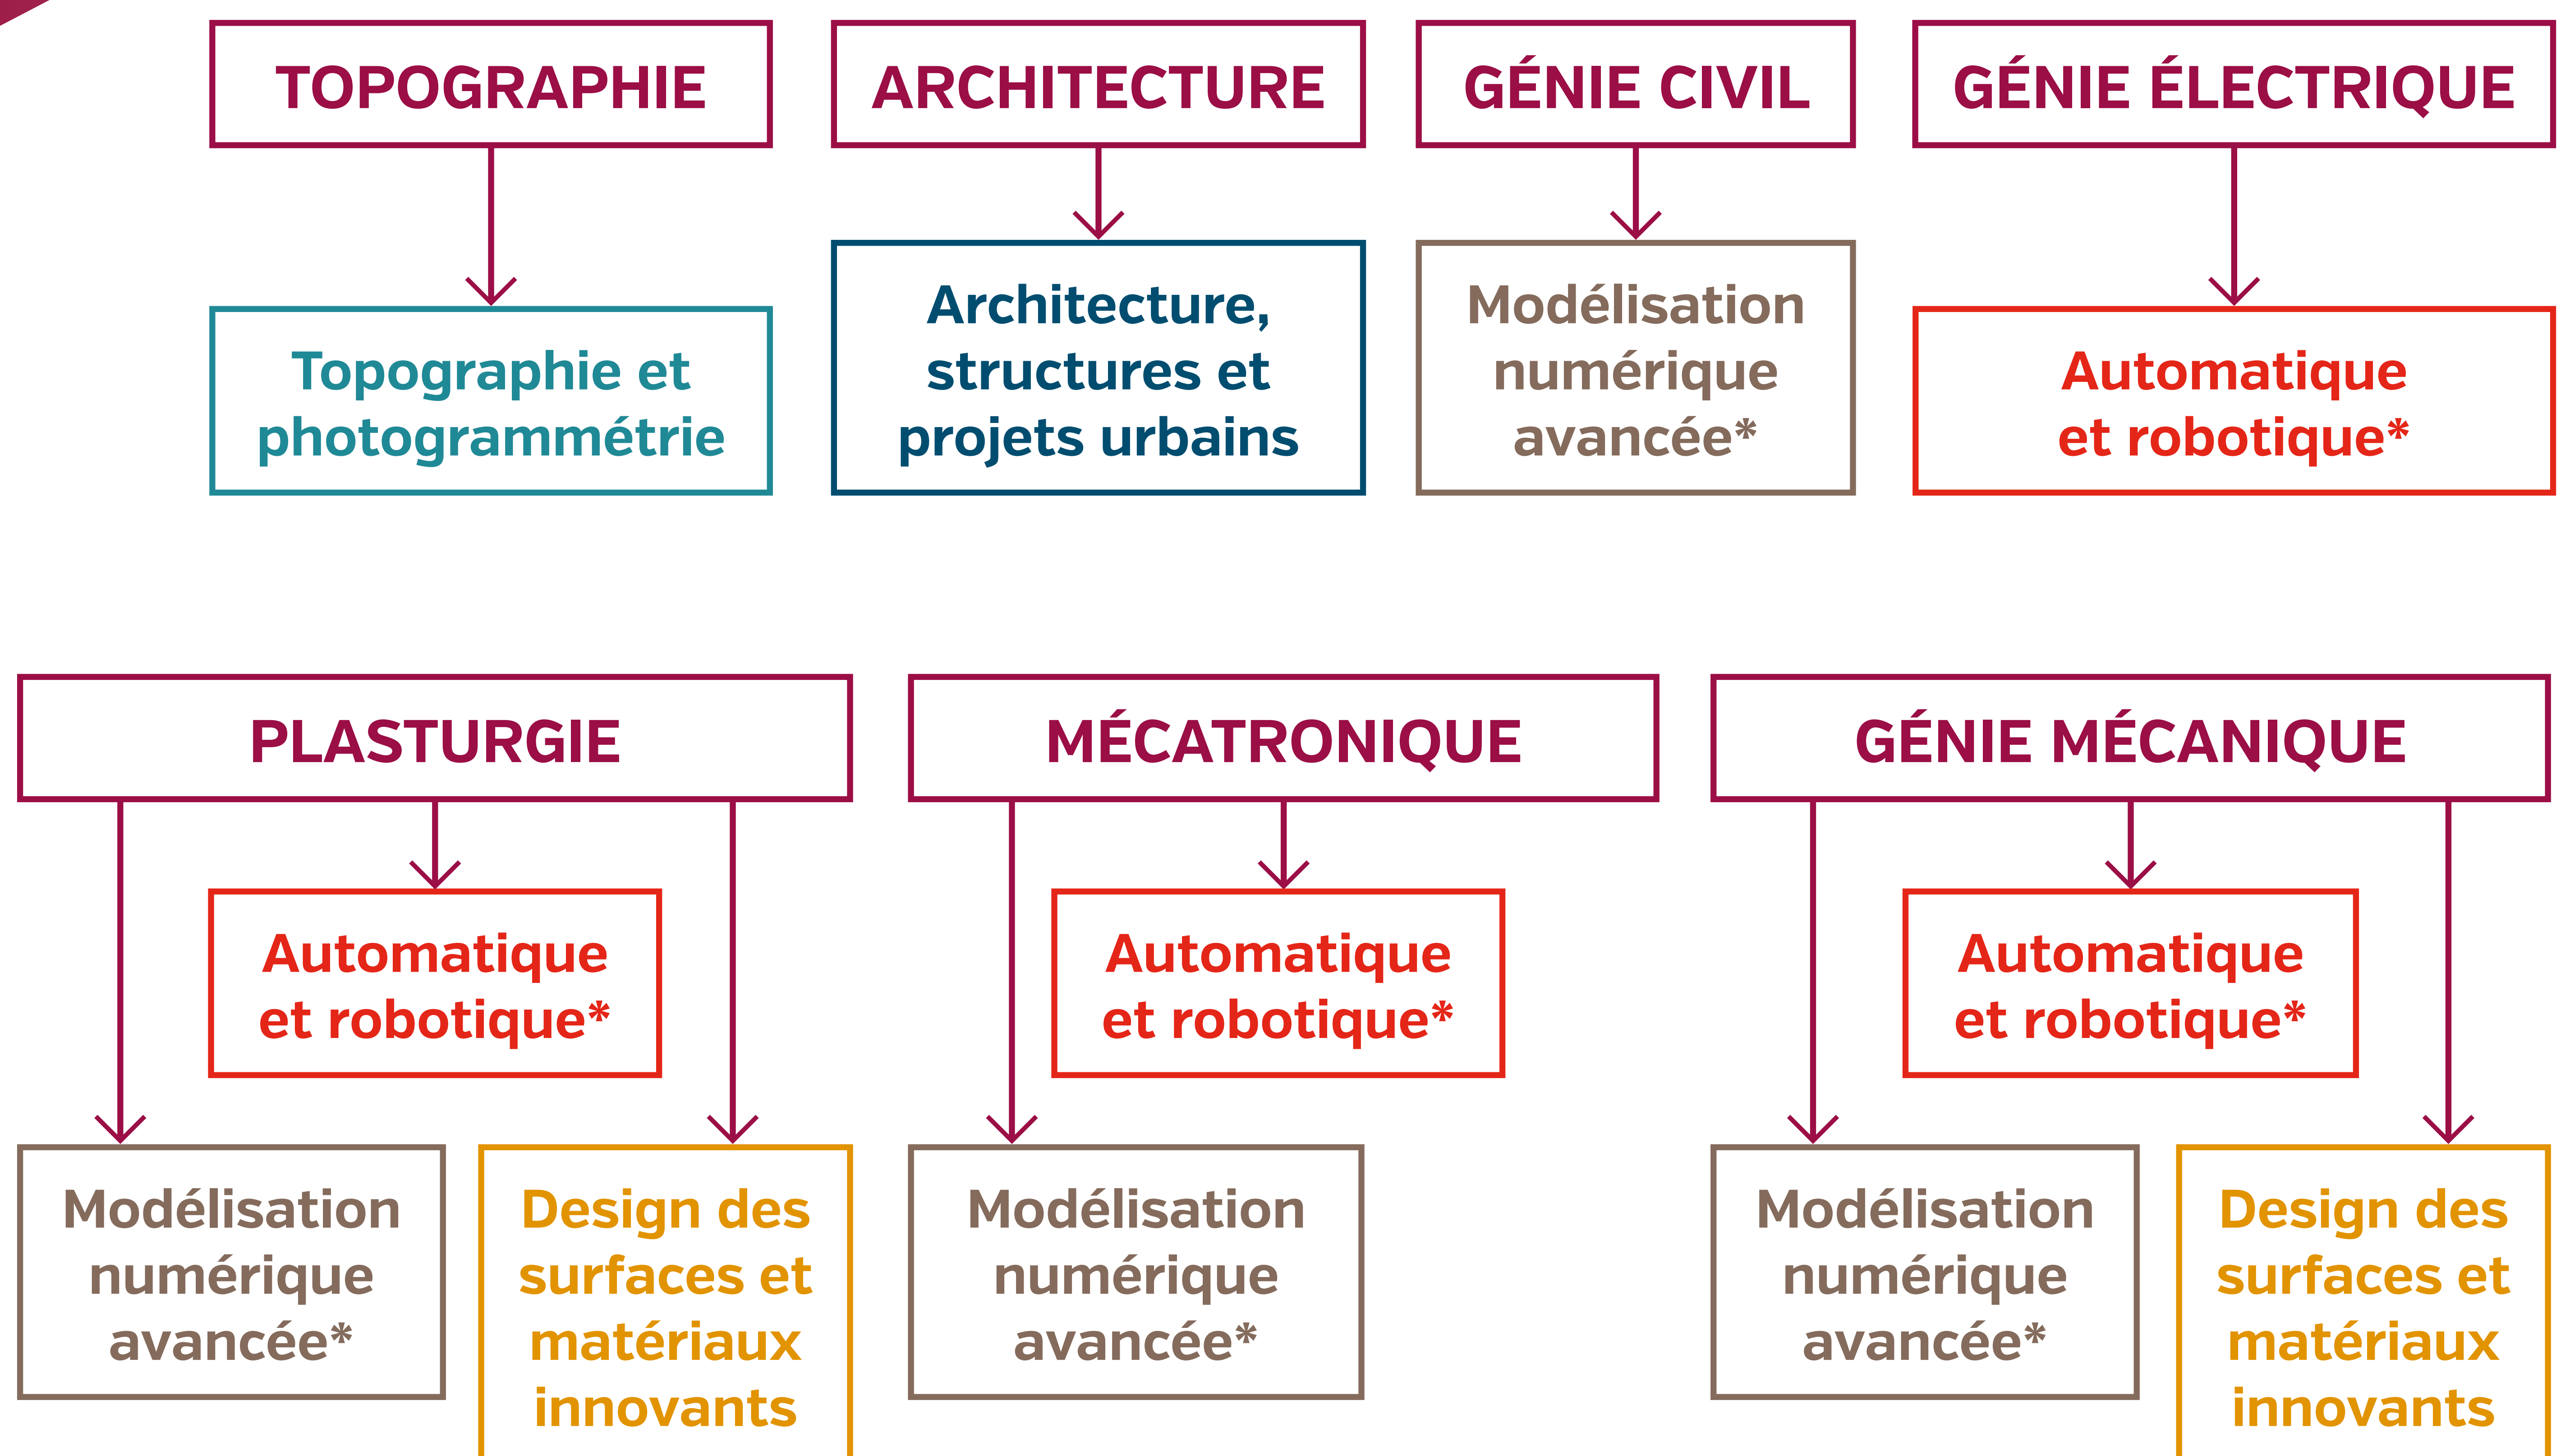 TOPOGRAPHIE
ARCHITECTURE
GÉNIE CIVIL
GÉNIE ÉLECTRIQUE
Topographie et
photogrammétrie
Architecture,
structures et
projets urbains
Modélisation
numérique
avancée*
Automatique
et robotique*
PLASTURGIE
MÉCATRONIQUE
GÉNIE MÉCANIQUE
Automatique
et robotique*
Automatique
et robotique*
Automatique
et robotique*
Modélisation
numérique
avancée*
Design des
surfaces et
matériaux
innovants
Modélisation
numérique
avancée*
Modélisation
numérique
avancée*
Design des
surfaces et
matériaux
innovants